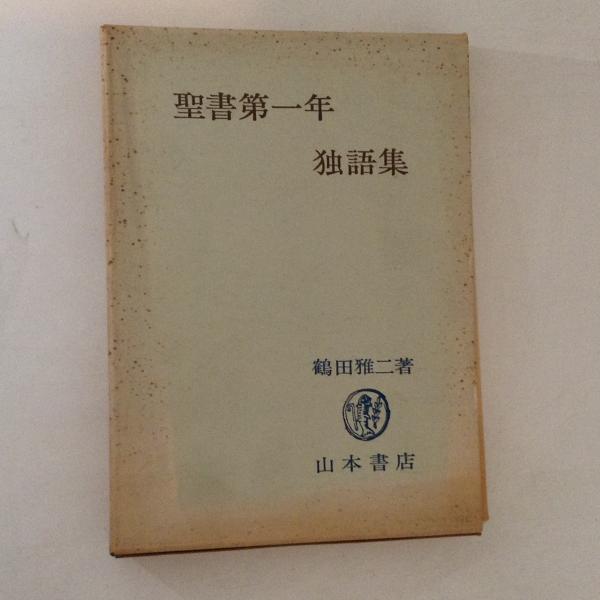 聖書第一年
独語集
鶴田雅二著
山本書店